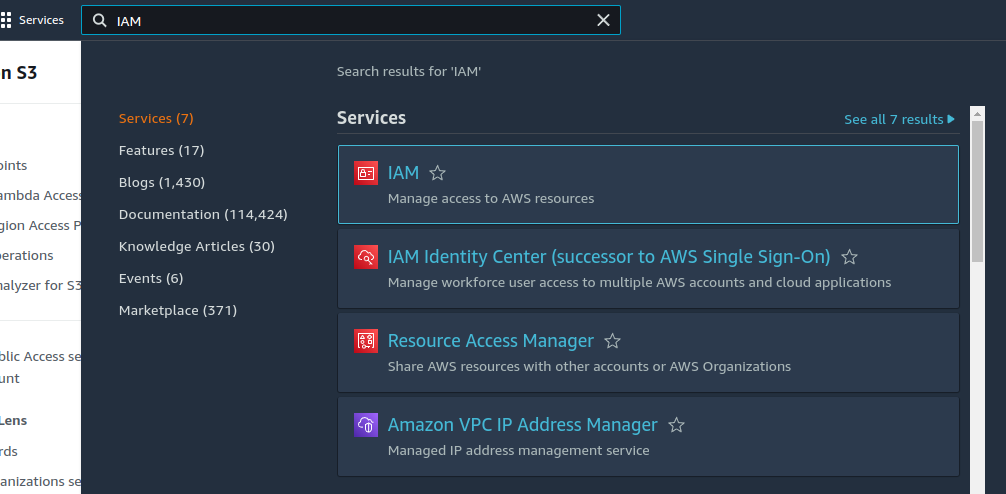 Services
IAM
n S3
oints
ambda Access
gion Access P
erations
nalyzer for S3
blic Access se
unt
Lens
rds
anizations se
Search results for 'IAM'
Services (7)
Features (17)
Blogs (1,430)
Documentation (114,424)
Knowledge Articles (30)
Events (6)
Marketplace (371)
Services
See all 7 results
IAM
Manage access to AWS resources
IAM Identity Center (successor to AWS Single Sign-On)
Manage workforce user access to multiple AWS accounts and cloud applications
Resource Access Manager
Share AWS resources with other accounts or AWS Organizations
Amazon VPC IP Address Manager
Managed IP address management service